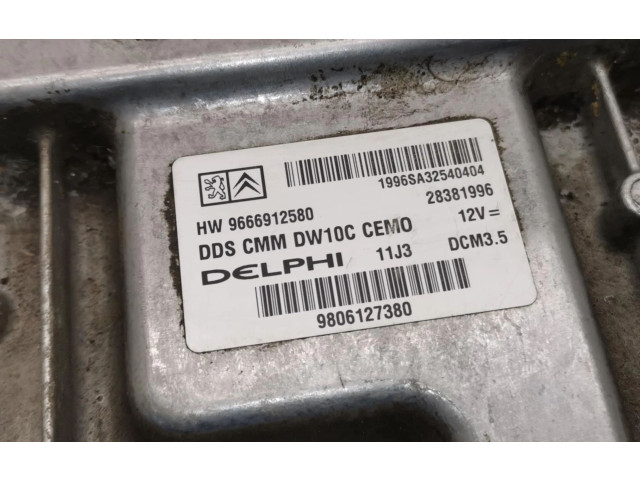 1996SA32540404
HW 9666912580
28381996
DDS CMM DW10C CEMO
12V =
DELPHI
11J3
DCM3.5
9806127380